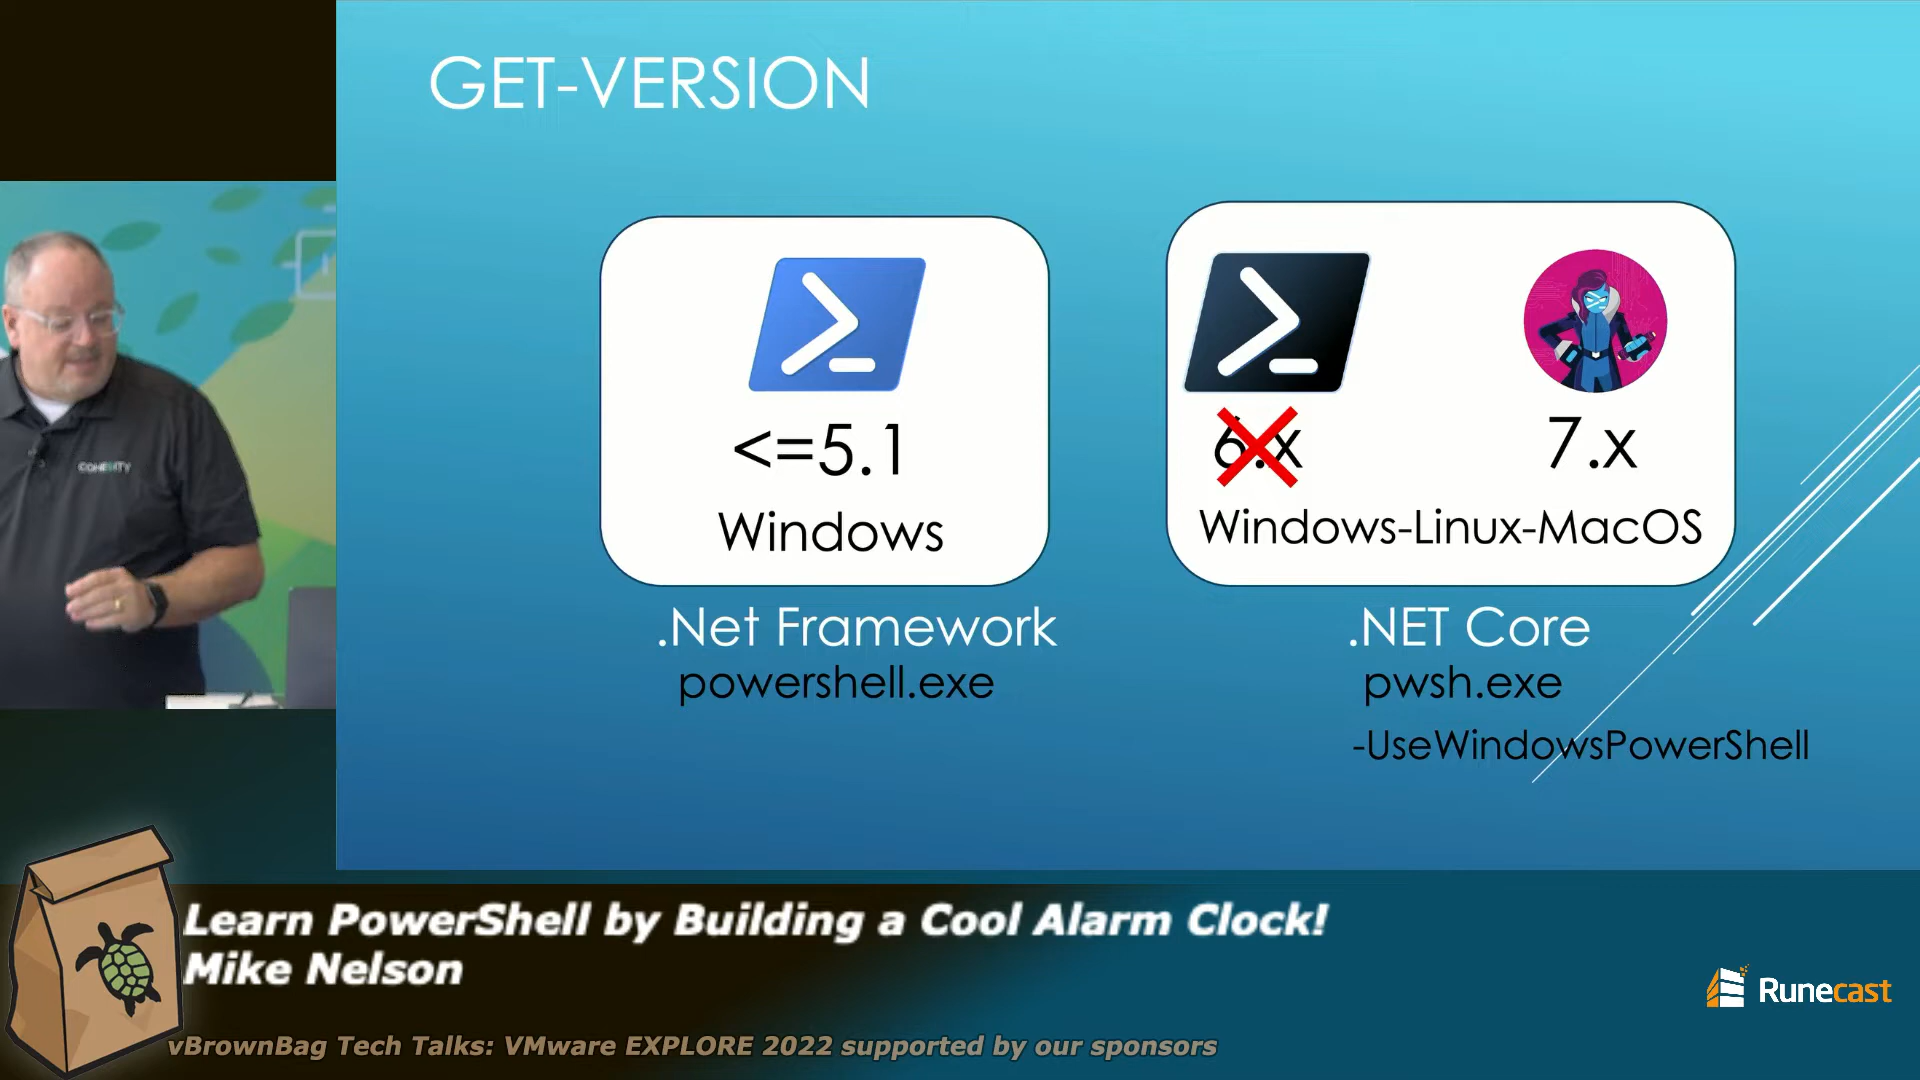 GET-VERSION
<=5.1
Windows
.Net Framework
powershell.exe
6.x
7.x
Windows-Linux-MacOS
.NET Core
pwsh.exe
-UseWindowsPowerShell
COHESITY
Learn PowerShell by Building a Cool Alarm Clock!
Mike Nelson
vBrownBag Tech Talks: VMware EXPLORE 2022 supported by our sponsors
Runecast